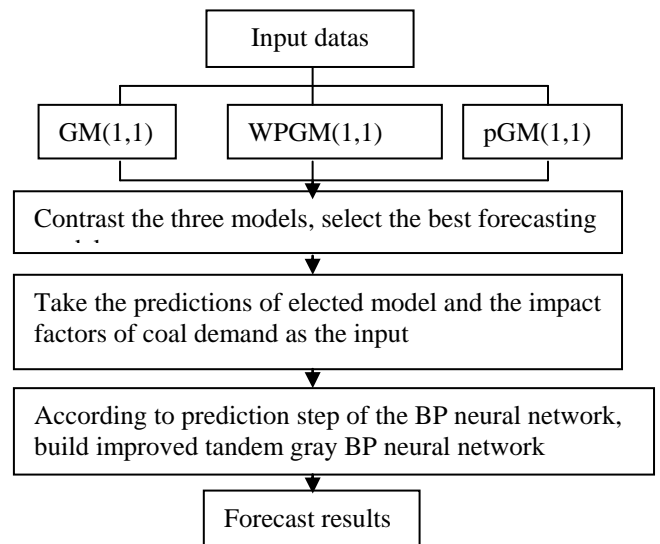 Input datas
GM(1,1)
WPGM(1,1)
pGM(1,1)
Contrast the three models, select the best forecasting
Take the predictions of elected model and the impact
factors of coal demand as the input
According to prediction step of the BP neural network,
build improved tandem gray BP neural network
Forecast results